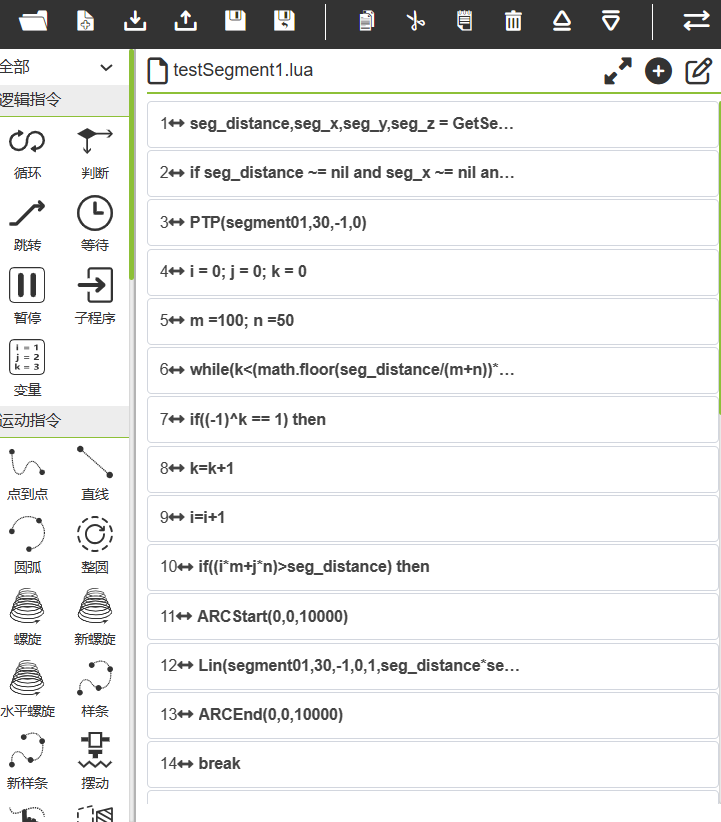 全部
逻辑指令
循环 判断
跳转 等待
暂停 子程序
i = 1
j = 2
k = 3
变量
运动指令
点到点 直线
圆弧 整圆
螺旋 新螺旋
水平螺旋 样条
新样条 摆动
testSegment1.lua
1 seg_distance,seg_x,seg_y,seg_z = GetSe…
2 if seg_distance ~= nil and seg_x ~= nil an…
3 PTP(segment01,30,-1,0)
4 i = 0; j = 0; k = 0
5 m =100; n =50
6 while(k<(math.floor(seg_distance/(m+n))*…
7 if((-1)^k == 1) then
8 k=k+1
9 i=i+1
10 if((i*m+j*n)>seg_distance) then
11 ARCStart(0,0,10000)
12 Lin(segment01,30,-1,0,1,seg_distance*se…
13 ARCEnd(0,0,10000)
14 break